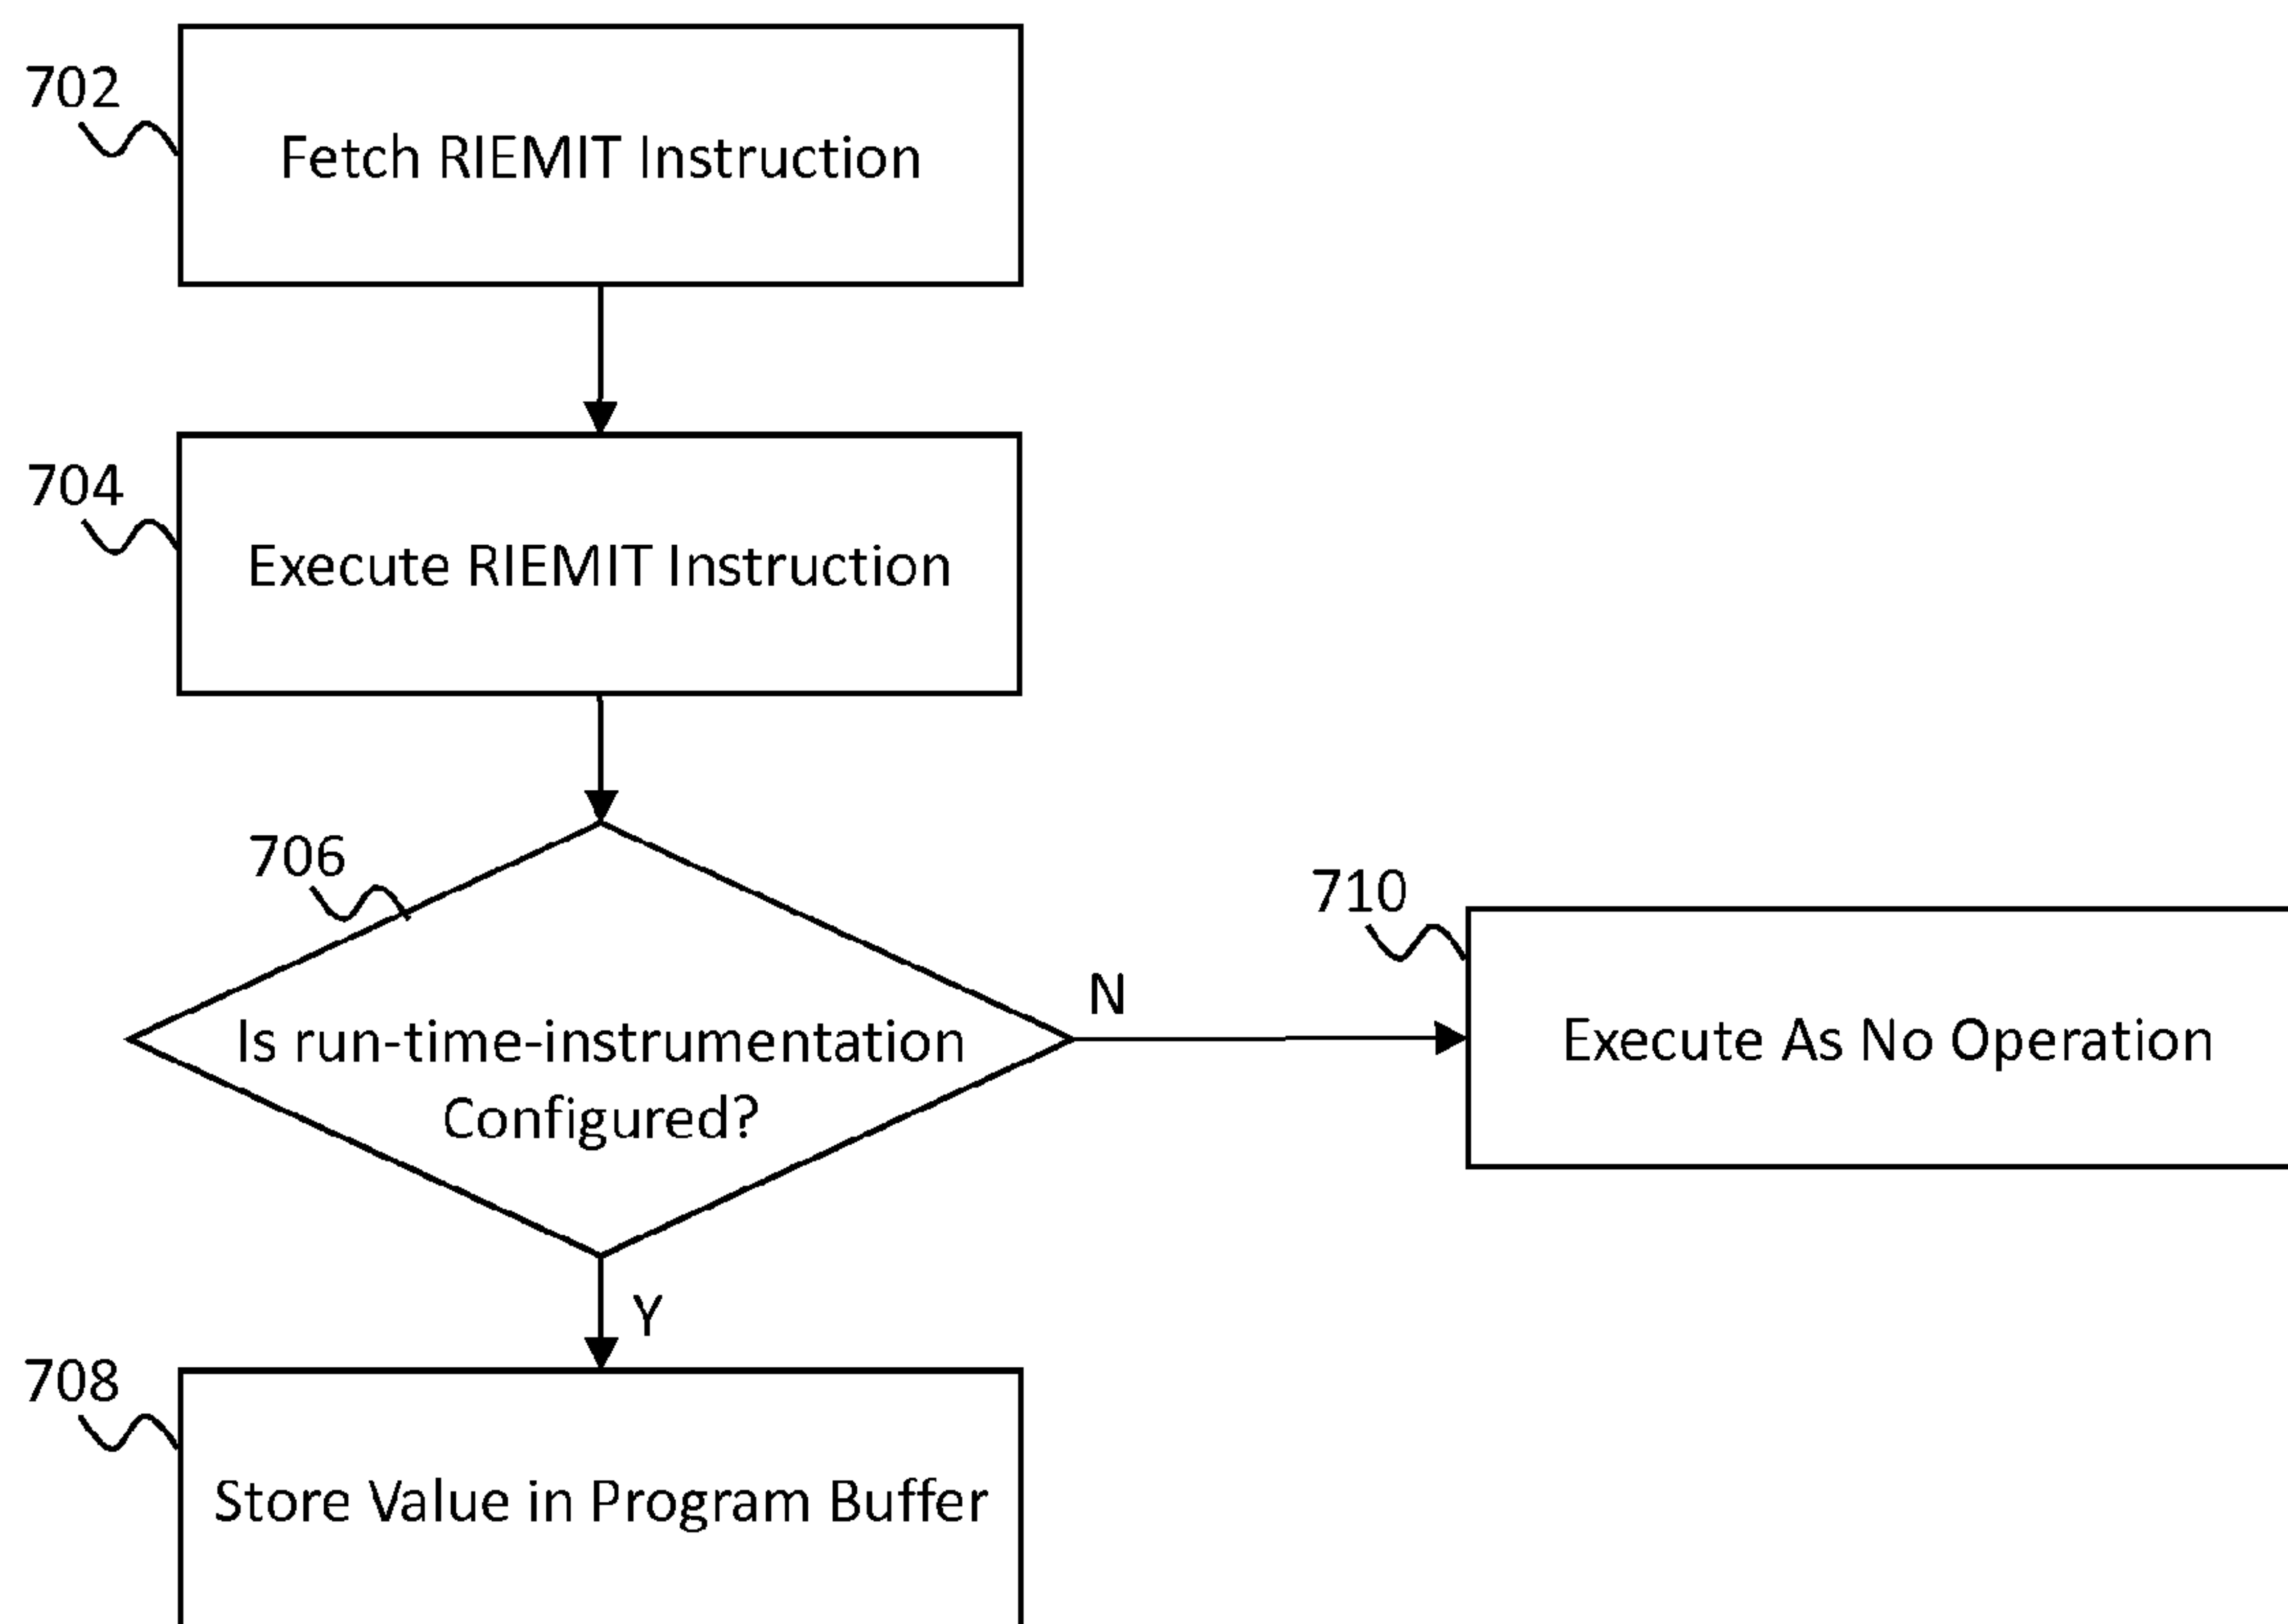 702
Fetch RIEMIT Instruction
704
Execute RIEMIT Instruction
706
Is run-time-instrumentation
Configured?
N
710
Execute As No Operation
Y
708
Store Value in Program Buffer